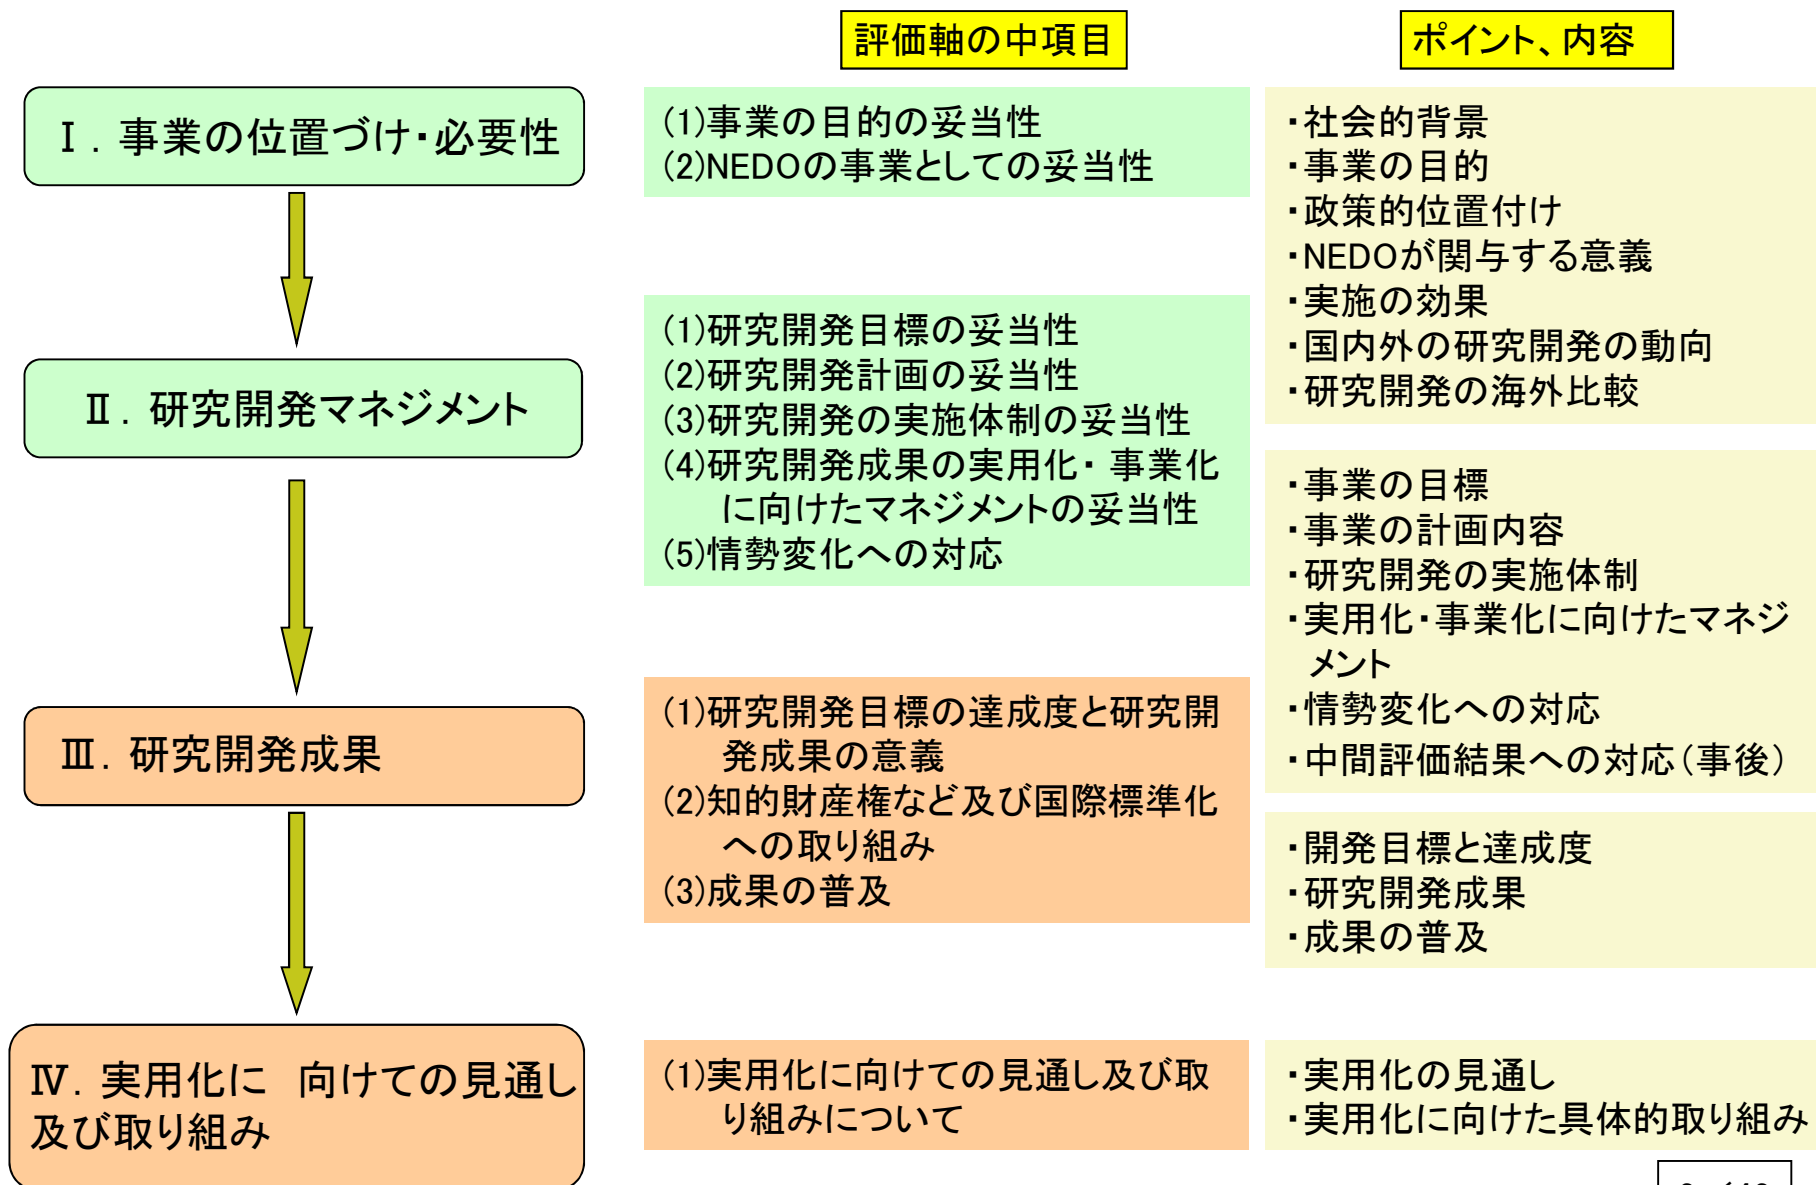 評価軸の中項目
ポイント、内容
Ⅰ. 事業の位置づけ・必要性
(1)事業の目的の妥当性
(2)NEDOの事業としての妥当性
・社会的背景
・事業の目的
・政策的位置付け
・NEDOが関与する意義
・実施の効果
・国内外の研究開発の動向
・研究開発の海外比較
Ⅱ. 研究開発マネジメント
(1)研究開発目標の妥当性
(2)研究開発計画の妥当性
(3)研究開発の実施体制の妥当性
(4)研究開発成果の実用化・ 事業化
に向けたマネジメントの妥当性
(5)情勢変化への対応
・事業の目標
・事業の計画内容
・研究開発の実施体制
・実用化・事業化に向けたマネジ
メント
・情勢変化への対応
・中間評価結果への対応(事後)
Ⅲ. 研究開発成果
(1)研究開発目標の達成度と研究開
発成果の意義
(2)知的財産権など及び国際標準化
への取り組み
(3)成果の普及
・開発目標と達成度
・研究開発成果
・成果の普及
Ⅳ. 実用化に　向けての見通し
及び取り組み
(1)実用化に向けての見通し及び取
り組みについて
・実用化の見通し
・実用化に向けた具体的取り組み